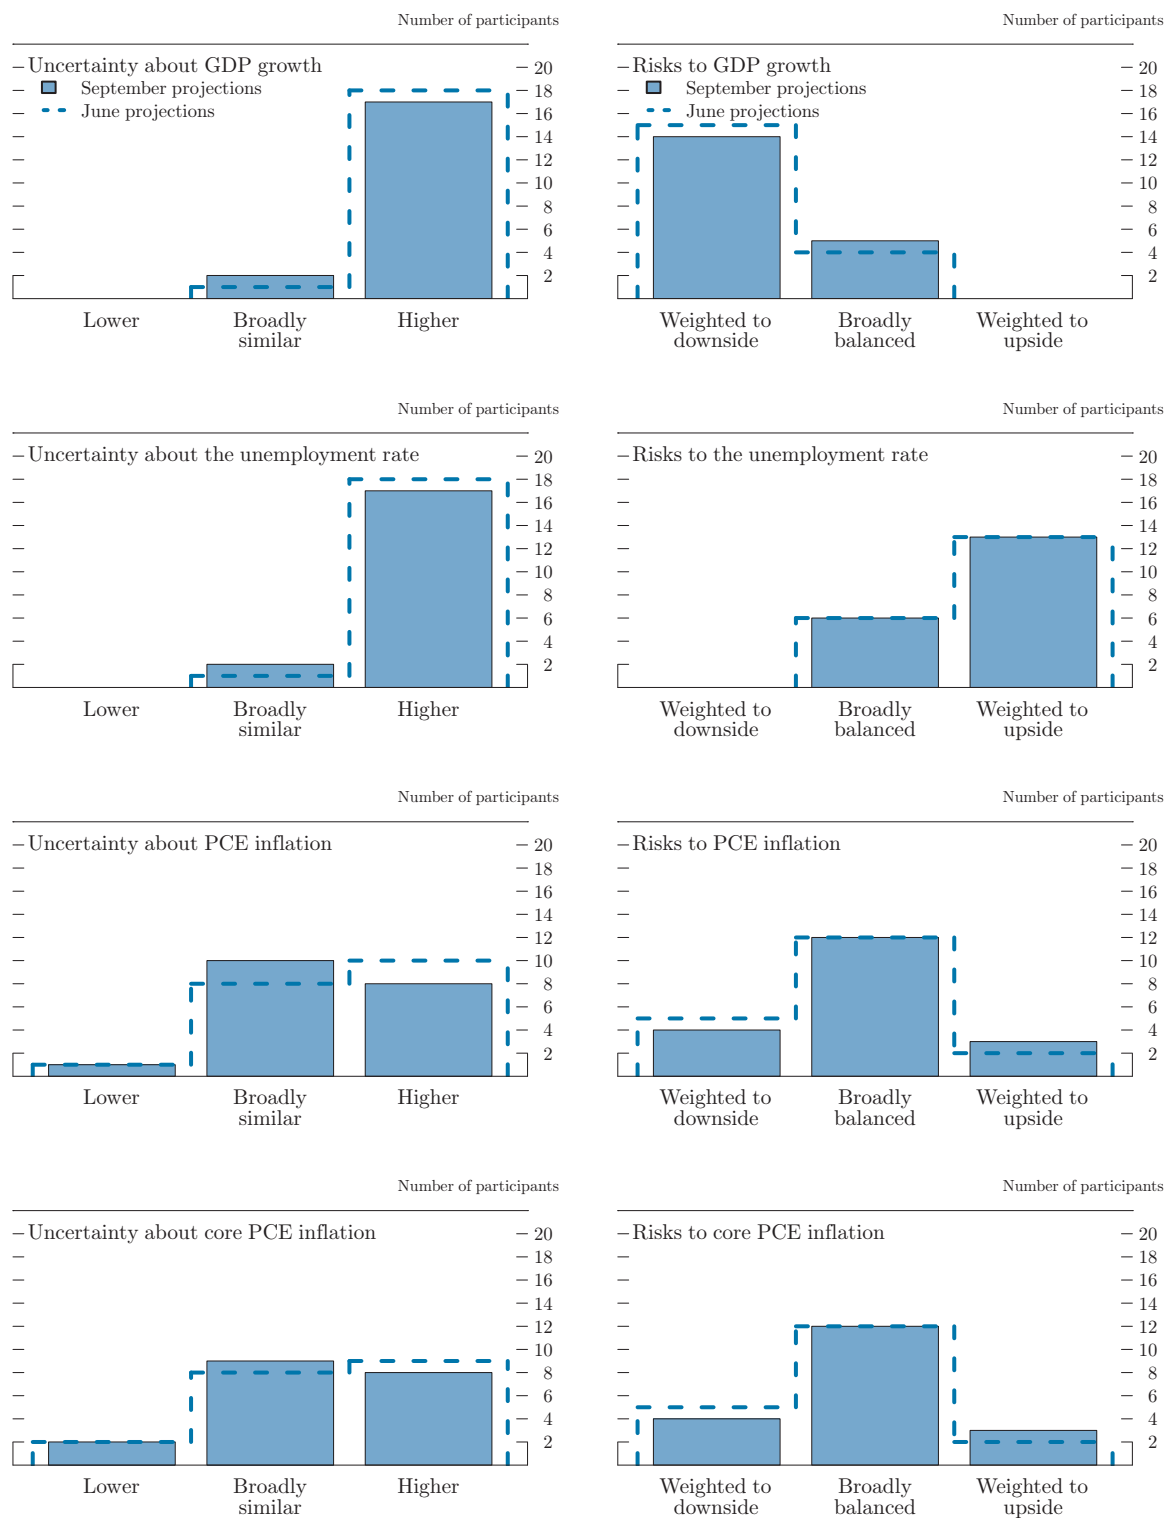 Number of participants
Uncertainty about GDP growth
September projections
June projections
20
18
16
14
12
10
8
6
4
2
Lower
Broadly
similar
Higher
Number of participants
Risks to GDP growth
September projections
June projections
20
18
16
14
12
10
8
6
4
2
Weighted to
downside
Broadly
balanced
Weighted to
upside
Number of participants
Uncertainty about the unemployment rate
20
18
16
14
12
10
8
6
4
2
Lower
Broadly
similar
Higher
Number of participants
Risks to the unemployment rate
20
18
16
14
12
10
8
6
4
2
Weighted to
downside
Broadly
balanced
Weighted to
upside
Number of participants
Uncertainty about PCE inflation
20
18
16
14
12
10
8
6
4
2
Lower
Broadly
similar
Higher
Number of participants
Risks to PCE inflation
20
18
16
14
12
10
8
6
4
2
Weighted to
downside
Broadly
balanced
Weighted to
upside
Number of participants
Uncertainty about core PCE inflation
20
18
16
14
12
10
8
6
4
2
Lower
Broadly
similar
Higher
Number of participants
Risks to core PCE inflation
20
18
16
14
12
10
8
6
4
2
Weighted to
downside
Broadly
balanced
Weighted to
upside